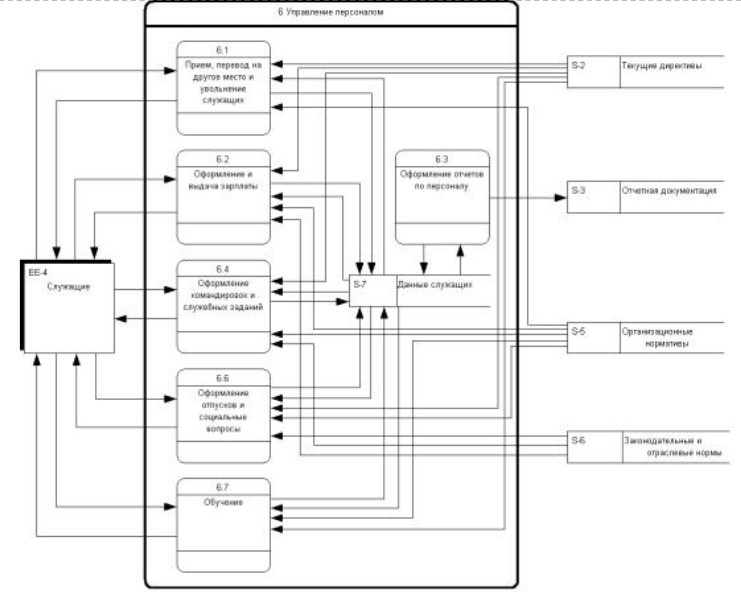 6 Управление персоналом
6.1
Прием, перевод на
другое место и
увольнение
служащих
S-2
Текущие директивы
6.2
Оформление и
выдача зарплаты
6.3
Оформление отчетов
по персоналу
S-3
Отчетная документация
EE-4
Служащие
6.4
Оформление
командировок и
служебных заданий
S-7
Данные служащих
S-5
Организационные
нормативы
6.6
Оформление
отпусков и
социальные
вопросы
S-6
Законодательные и
отраслевые нормы
6.7
Обучение